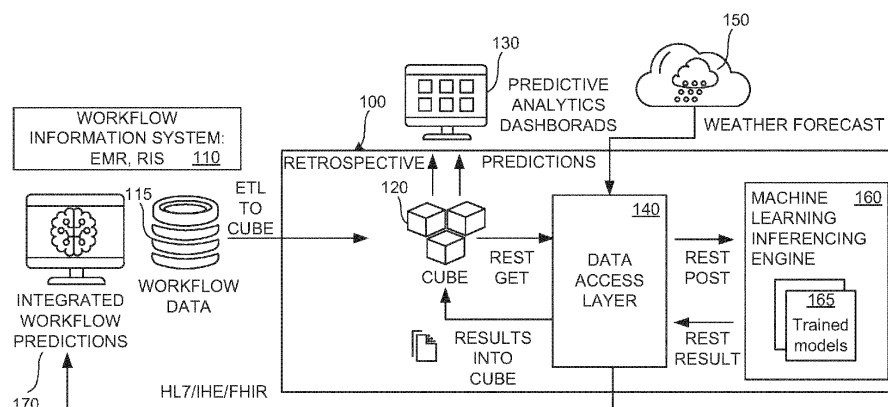 130
150
PREDICTIVE
ANALYTICS
DASHBORADS
WORKFLOW
INFORMATION SYSTEM:
EMR, RIS 110
100
WEATHER FORECAST
RETROSPECTIVE
PREDICTIONS
115
ETL
TO
CUBE
120
CUBE
REST
GET
140
DATA
ACCESS
LAYER
REST
POST
MACHINE 160
LEARNING
INFERENCING
ENGINE
165
Trained
models
WORKFLOW
DATA
INTEGRATED
WORKFLOW
PREDICTIONS
RESULTS
INTO
CUBE
REST
RESULT
170
HL7/IHE/FHIR